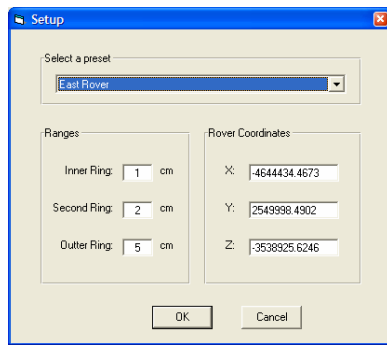 Setup
Select a preset
East Rover
Ranges
Inner Ring: 1 cm
Second Ring: 2 cm
Outter Ring: 5 cm
Rover Coordinates
X: -4644434.4673
Y: 2549998.4902
Z: -3538925.6246
OK Cancel